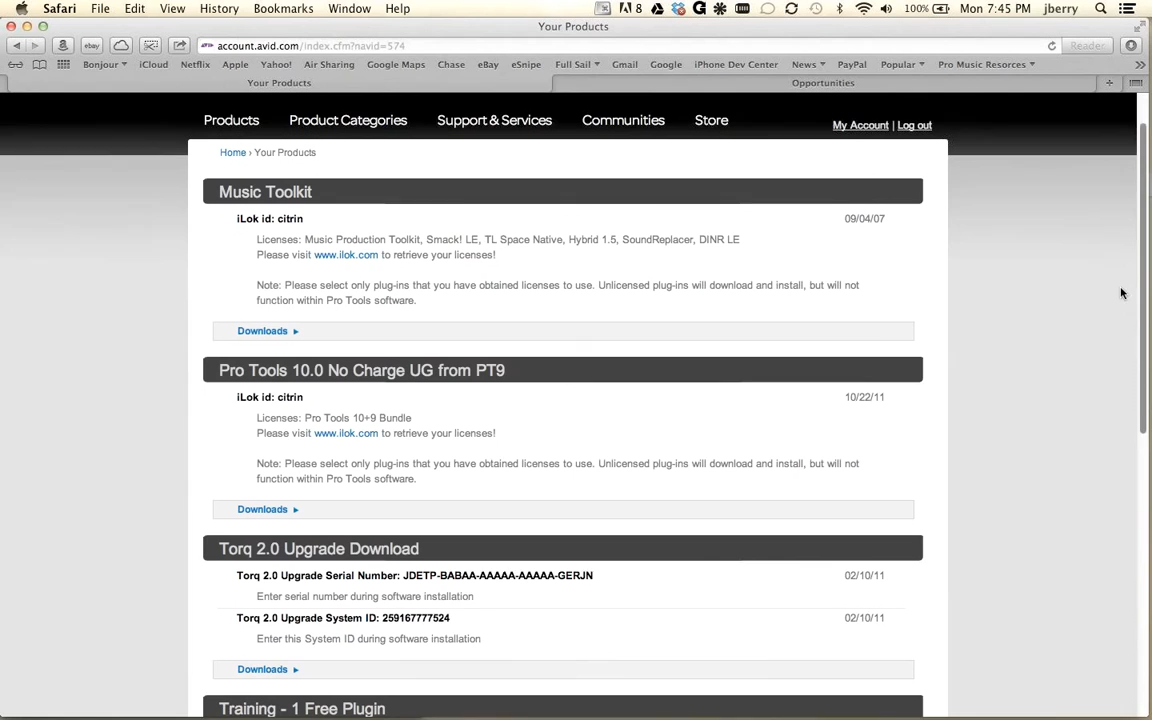 Safari File Edit View History Bookmarks Window Help 8 100% Mon 7:45 PM jberry
Your Products
ebay account.avid.com/index.cfm?navid=574 Reader
Bonjour iCloud Netflix Apple Yahoo! Air Sharing Google Maps Chase eBay eSnipe Full Sail Gmail Google iPhone Dev Center News PayPal Popular Pro Music Resorces
Your Products Opportunities
Products Product Categories Support & Services Communities Store My Account | Log out
Home › Your Products
Music Toolkit
iLok id: citrin 09/04/07
Licenses: Music Production Toolkit, Smack! LE, TL Space Native, Hybrid 1.5, SoundReplacer, DINR LE
Please visit www.ilok.com to retrieve your licenses!
Note: Please select only plug-ins that you have obtained licenses to use. Unlicensed plug-ins will download and install, but will not
function within Pro Tools software.
Downloads
Pro Tools 10.0 No Charge UG from PT9
iLok id: citrin 10/22/11
Licenses: Pro Tools 10+9 Bundle
Please visit www.ilok.com to retrieve your licenses!
Note: Please select only plug-ins that you have obtained licenses to use. Unlicensed plug-ins will download and install, but will not
function within Pro Tools software.
Downloads
Torq 2.0 Upgrade Download
Torq 2.0 Upgrade Serial Number: JDETP-BABAA-AAAAA-AAAAA-GERJN 02/10/11
Enter serial number during software installation
Torq 2.0 Upgrade System ID: 259167777524 02/10/11
Enter this System ID during software installation
Downloads
Training - 1 Free Plugin